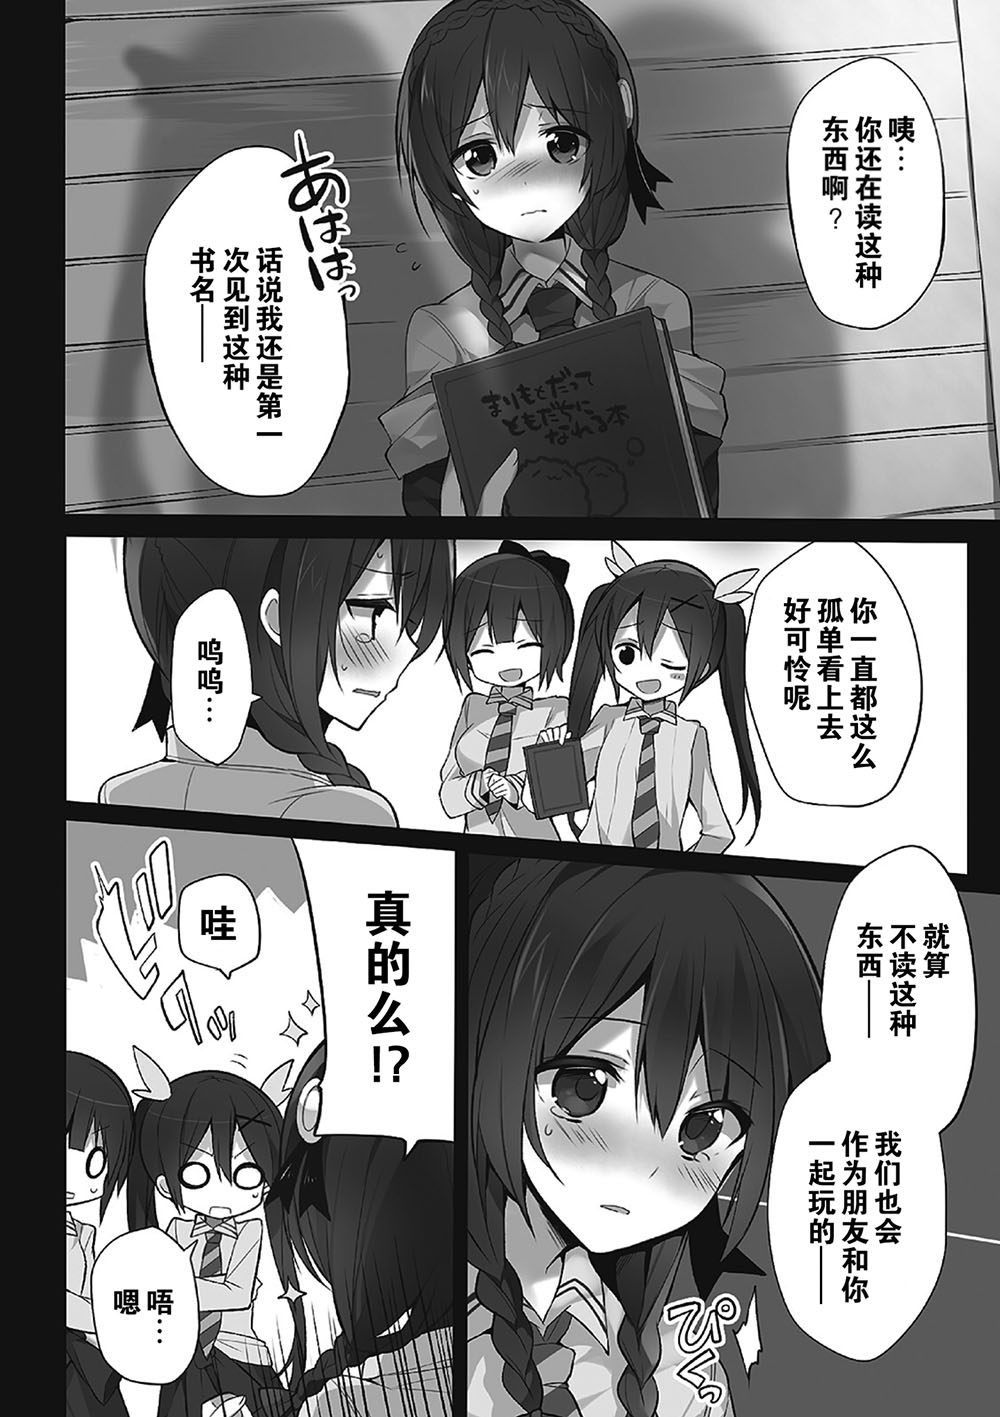 咦…
你还在读这种
东西啊？
あははっ
话说我还是第一
次见到这种
书名——
まりもとだって
ともだちに
なれる本
你一直都这么
孤单看上去
好可怜呢
呜呜…
就算
不读这种
东西——
我们也会
作为朋友和你
一起玩的——
ぴくっ
真的么!?
哇
嗯唔…